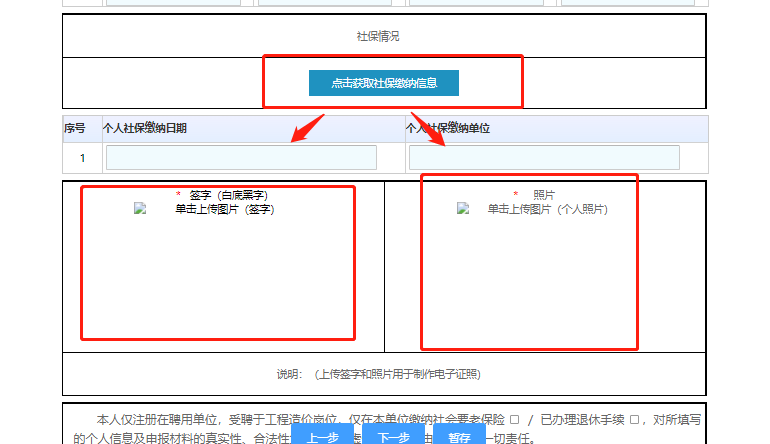 社保情况
点击获取社保缴纳信息
序号 个人社保缴纳日期 个人社保缴纳单位
1
* 签字（白底黑字） * 照片
单击上传图片（签字） 单击上传图片（个人照片）
说明：（上传签字和照片用于制作电子证照）
本人仅注册在聘用单位，受聘于工程造价岗位，仅在本单位缴纳社会要老保险 □ / 已办理退休手续 □，对所填写
的个人信息及申报材料的真实性、合法性 由 一切责任。
上一步 下一步 暂存